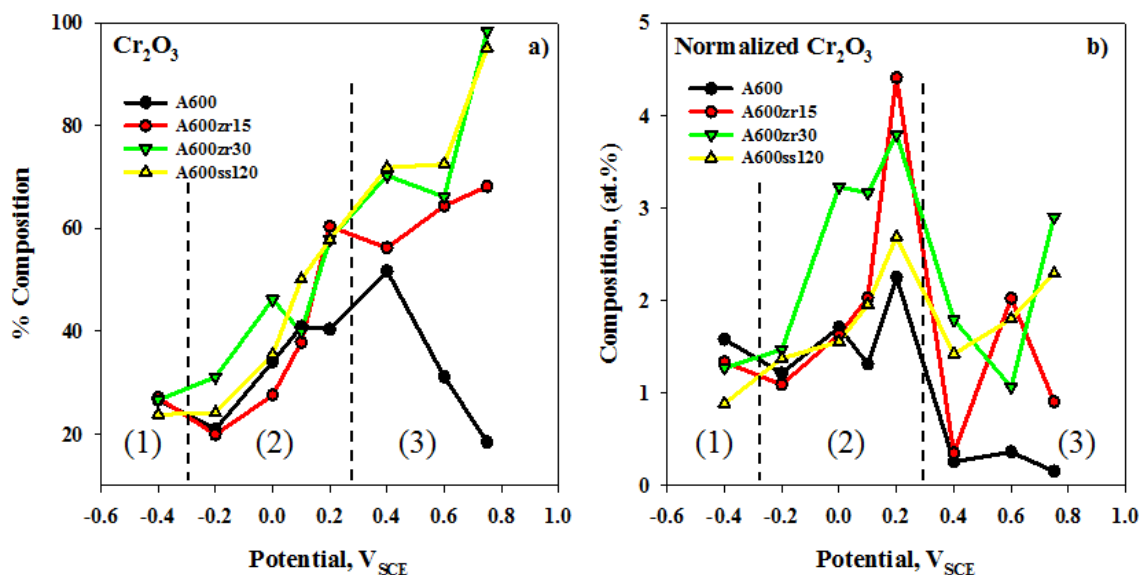 Cr₂O₃ a)
A600
A600zr15
A600zr30
A600ss120
% Composition
100
80
60
40
20
(1) (2) (3)
-0.6 -0.4 -0.2 0.0 0.2 0.4 0.6 0.8 1.0
Potential, V_SCE
Normalized Cr₂O₃ b)
A600
A600zr15
A600zr30
A600ss120
Composition, (at.%)
5
4
3
2
1
0
(1) (2) (3)
-0.6 -0.4 -0.2 0.0 0.2 0.4 0.6 0.8 1.0
Potential, V_SCE